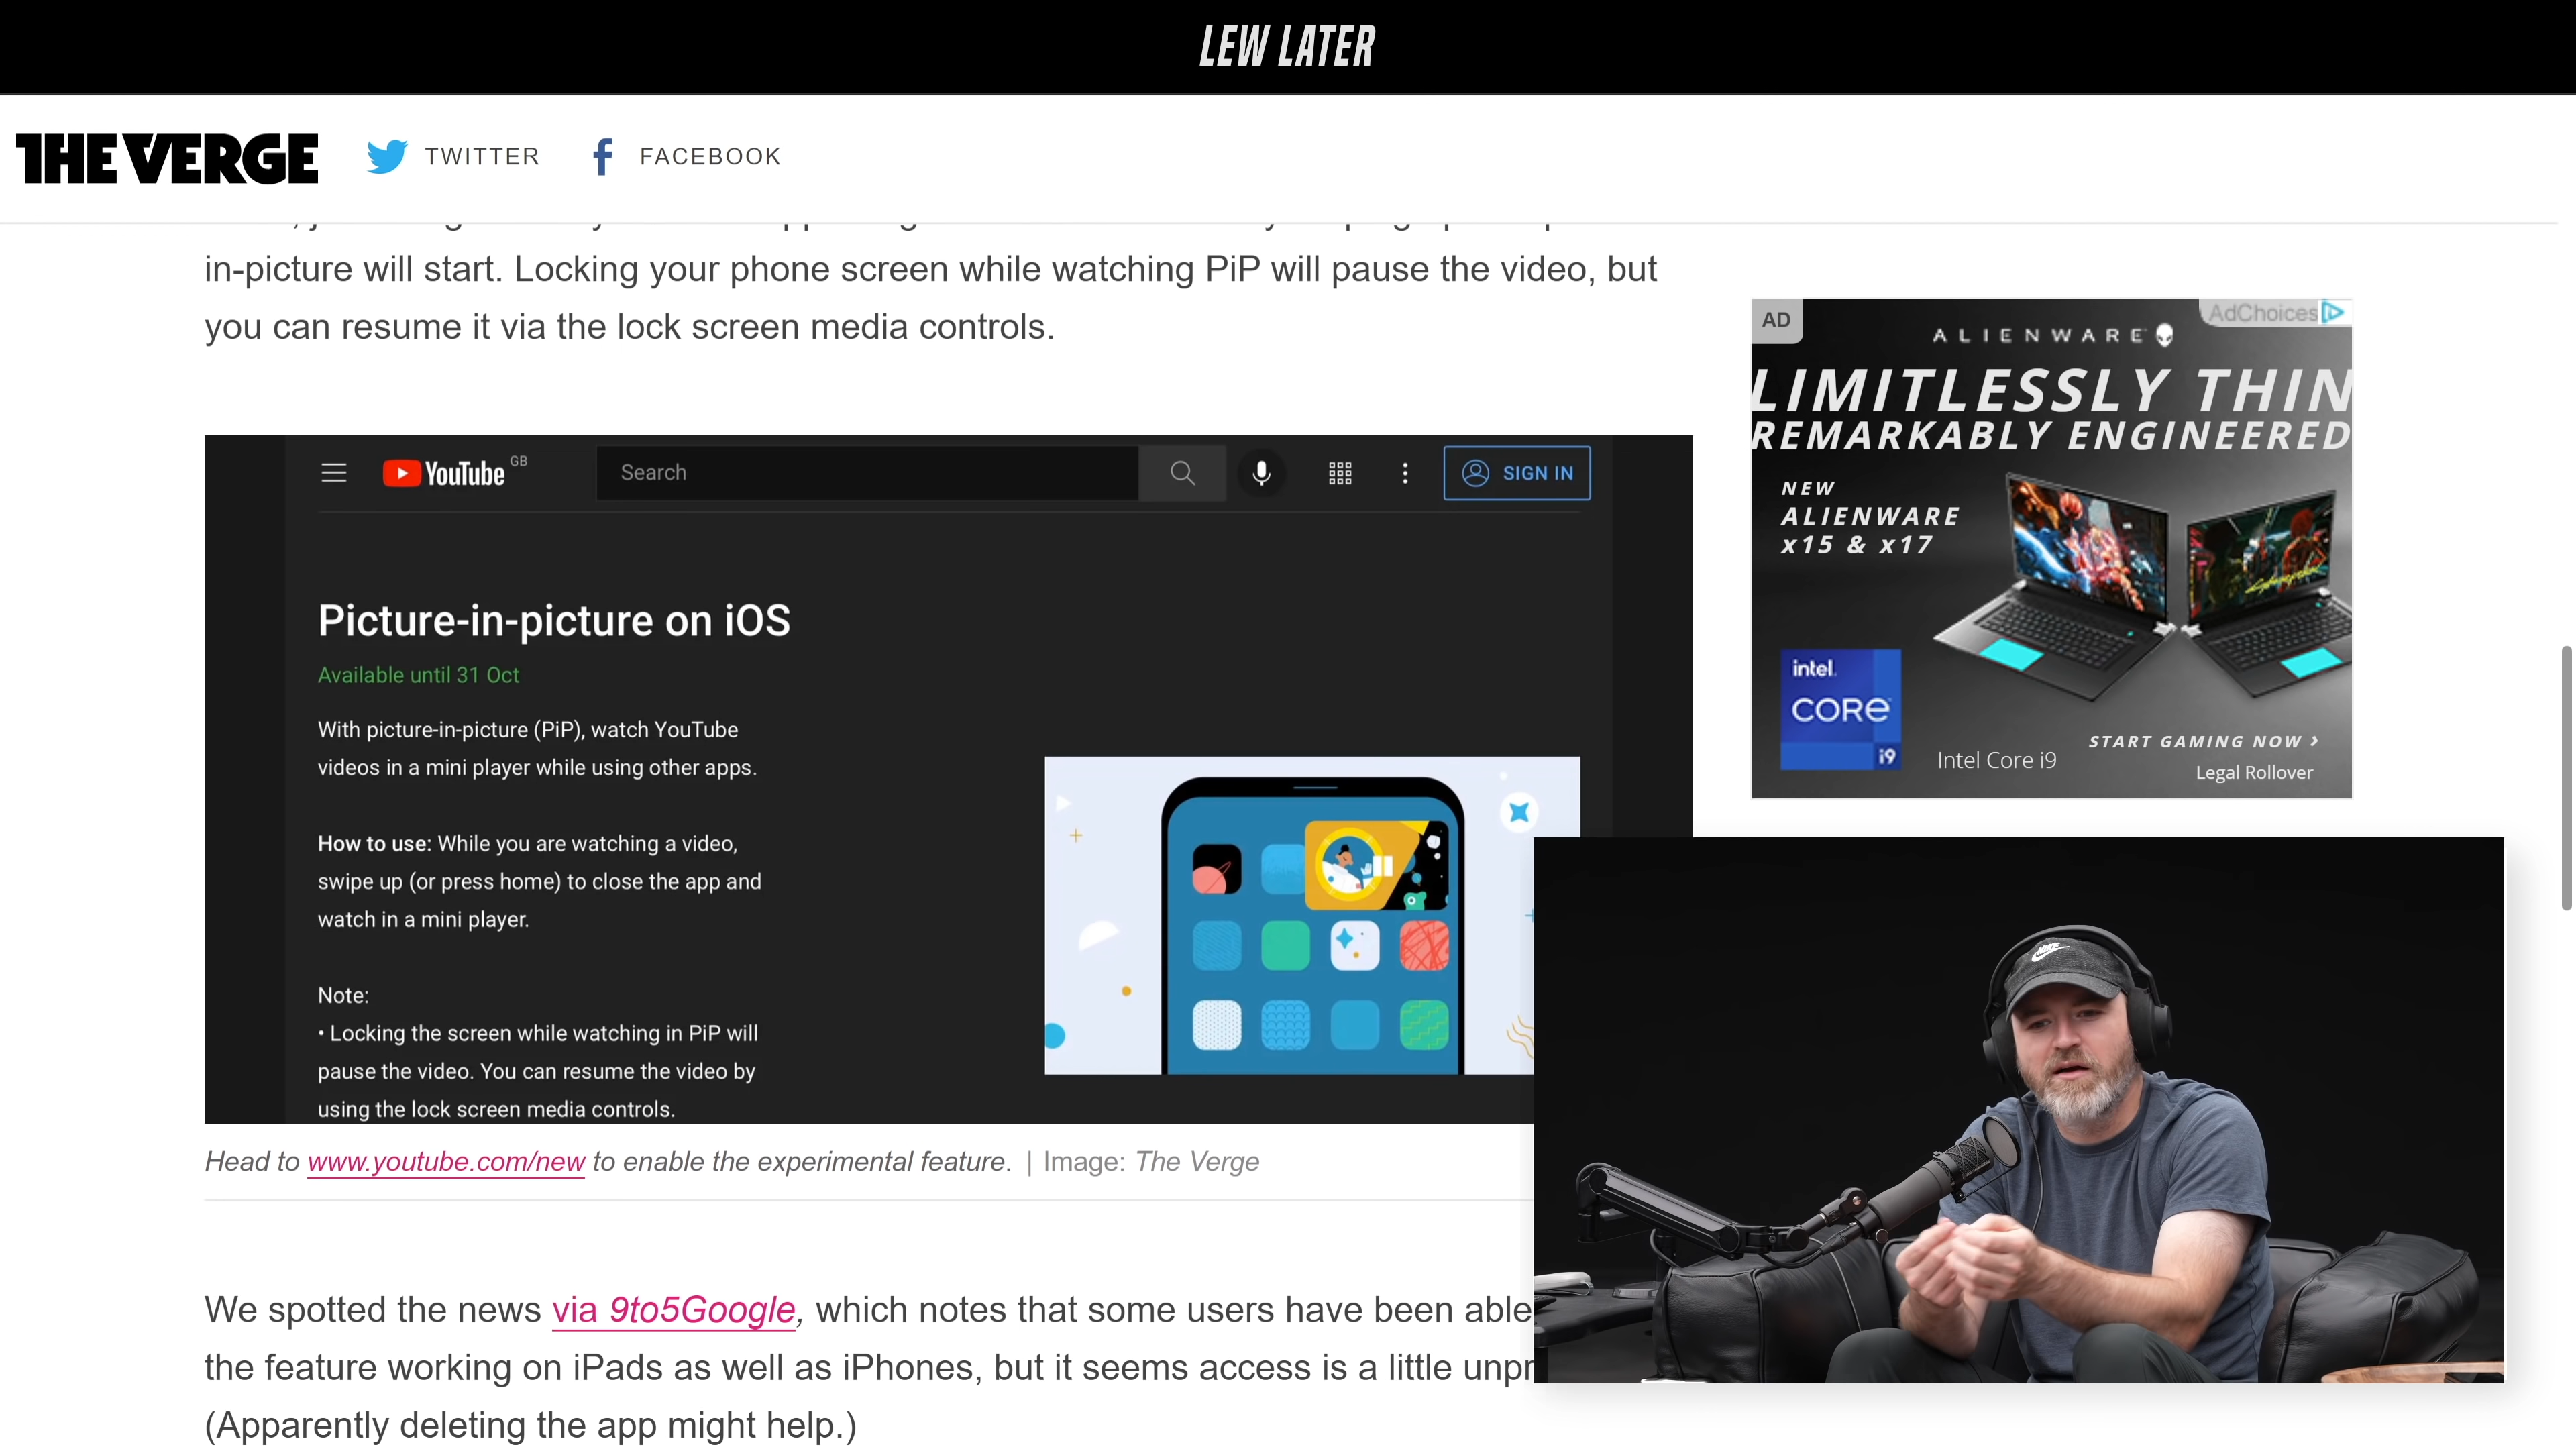 LEW LATER
THE VERGE
TWITTER
FACEBOOK
in-picture will start. Locking your phone screen while watching PiP will pause the video, but
you can resume it via the lock screen media controls.
AD
AdChoices
ALIENWARE
LIMITLESSLY THIN
REMARKABLY ENGINEERED
NEW
ALIENWARE
x15 & x17
intel.
CORE
i9
Intel Core i9
START GAMING NOW ›
Legal Rollover
YouTube GB
Search
SIGN IN
Picture-in-picture on iOS
Available until 31 Oct
With picture-in-picture (PiP), watch YouTube
videos in a mini player while using other apps.
How to use: While you are watching a video,
swipe up (or press home) to close the app and
watch in a mini player.
Note:
• Locking the screen while watching in PiP will
pause the video. You can resume the video by
using the lock screen media controls.
NIKE
Head to www.youtube.com/new to enable the experimental feature. | Image: The Verge
We spotted the news via 9to5Google, which notes that some users have been able
the feature working on iPads as well as iPhones, but it seems access is a little unpr
(Apparently deleting the app might help.)